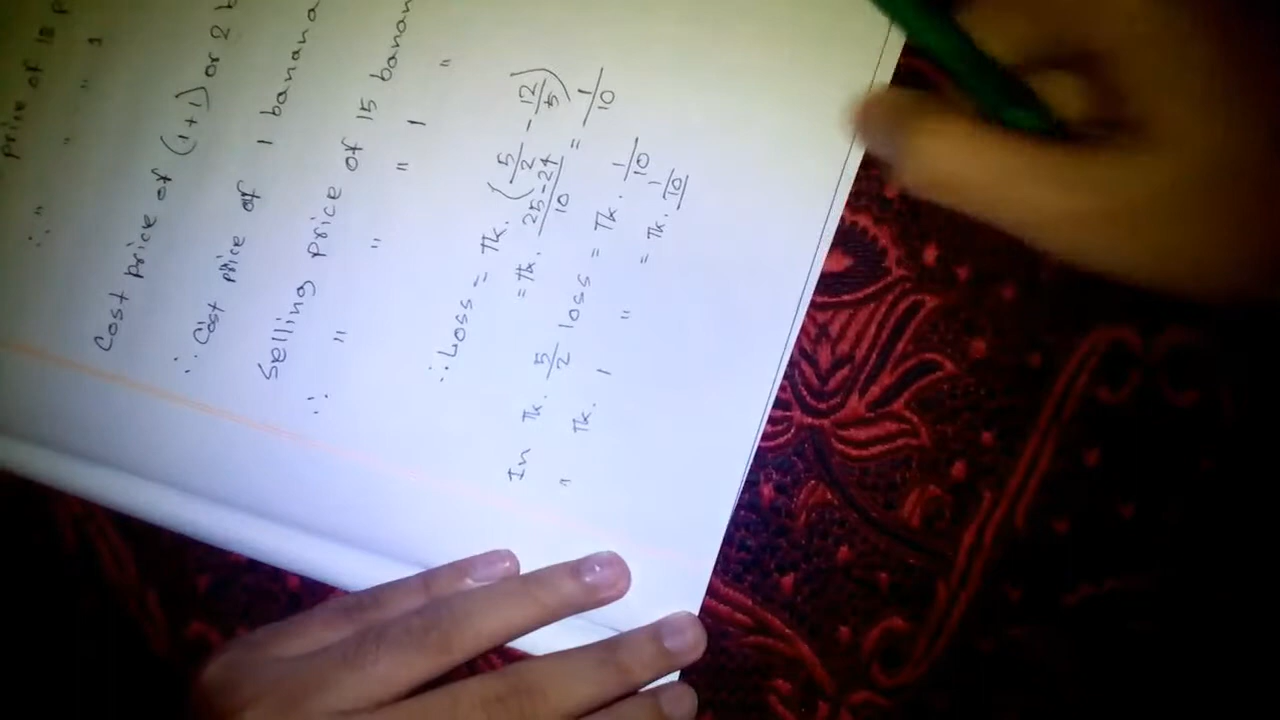 price of 12
∴ " " " 1
Cost price of (1+1) or 2
∴ Cost price of 1 banana
Selling price of 15 banan
∴ " " " 1 "
∴ Loss = Tk. (5/2 - 12/5)
= Tk. 25-24/10 = 1/10
In Tk. 5/2 loss = Tk. 1/10
" Tk. 1 " = Tk. 1/10